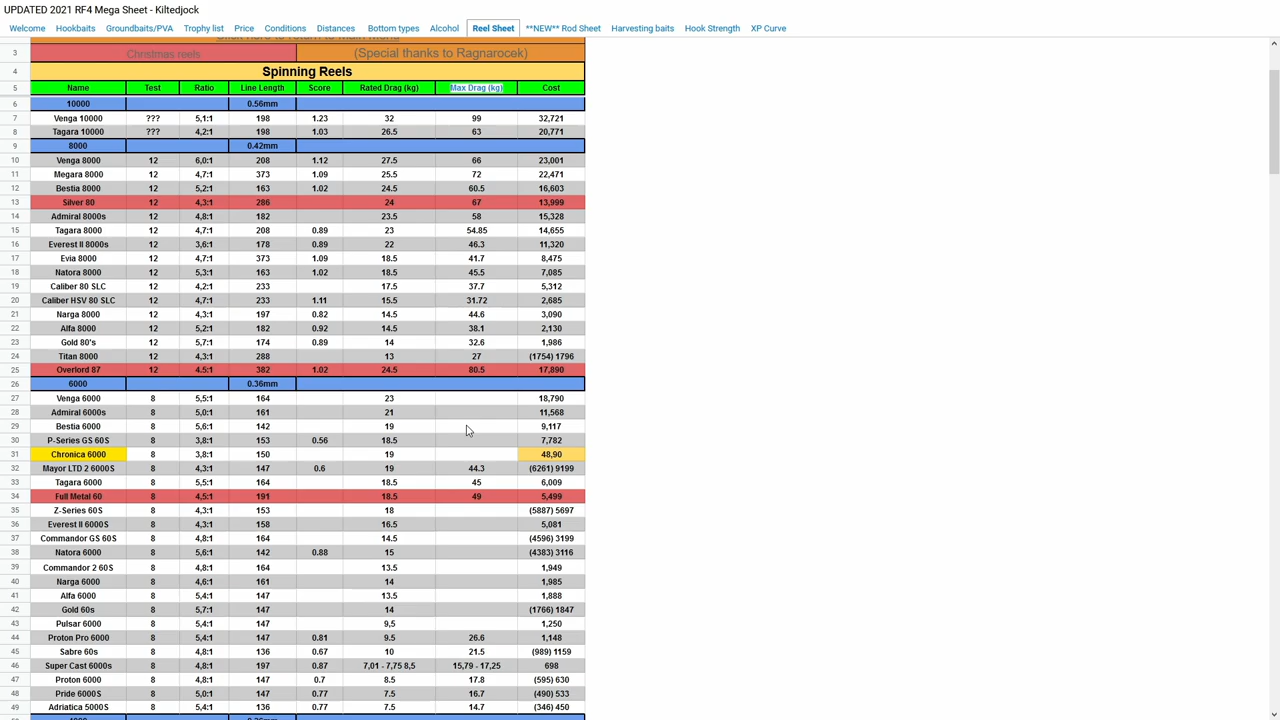 UPDATED 2021 RF4 Mega Sheet - Kiltedjock
Welcome Hookbaits Groundbaits/PVA Trophy list Price Conditions Distances Bottom types Alcohol Reel Sheet **NEW** Rod Sheet Harvesting baits Hook Strength XP Curve
3 Christmas reels (Special thanks to Ragnarocek)
4 Spinning Reels
5 Name Test Ratio Line Length Score Rated Drag (kg) Max Drag (kg) Cost
6 10000 0.56mm
7 Venga 10000 ??? 5,1:1 198 1.23 32 99 32,721
8 Tagara 10000 ??? 4,2:1 198 1.03 26.5 63 20,771
9 8000 0.42mm
10 Venga 8000 12 6,0:1 208 1.12 27.5 66 23,001
11 Megara 8000 12 4,7:1 373 1.09 25.5 72 22,471
12 Bestia 8000 12 5,2:1 163 1.02 24.5 60.5 16,603
13 Silver 80 12 4,3:1 286 24 67 13,999
14 Admiral 8000s 12 4,8:1 182 23.5 58 15,328
15 Tagara 8000 12 4,7:1 208 0.89 23 54.85 14,655
16 Everest II 8000s 12 3,6:1 178 0.89 22 46.3 11,320
17 Evia 8000 12 4,7:1 373 1.09 18.5 41.7 8,475
18 Natora 8000 12 5,3:1 163 1.02 18.5 45.5 7,085
19 Caliber 80 SLC 12 4,2:1 233 17.5 37.7 5,312
20 Caliber HSV 80 SLC 12 4,7:1 233 1.11 15.5 31.72 2,685
21 Narga 8000 12 4,3:1 197 0.82 14.5 44.6 3,090
22 Alfa 8000 12 5,2:1 182 0.92 14.5 38.1 2,130
23 Gold 80's 12 5,7:1 174 0.89 14 32.6 1,986
24 Titan 8000 12 4,3:1 288 13 27 (1754) 1796
25 Overlord 87 12 4.5:1 382 1.02 24.5 80.5 17,890
26 6000 0.36mm
27 Venga 6000 8 5,5:1 164 23 18,790
28 Admiral 6000s 8 5,0:1 161 21 11,568
29 Bestia 6000 8 5,6:1 142 19 9,117
30 P-Series GS 60S 8 3,8:1 153 0.56 18.5 7,782
31 Chronica 6000 8 3,8:1 150 19 48,90
32 Mayor LTD 2 6000S 8 4,3:1 147 0.6 19 44.3 (6261) 9199
33 Tagara 6000 8 5,5:1 164 18.5 45 6,009
34 Full Metal 60 8 4,5:1 191 18.5 49 5,499
35 Z-Series 60S 8 4,3:1 153 18 (5887) 5697
36 Everest II 6000S 8 4,3:1 158 16.5 5,081
37 Commandor GS 60S 8 4,8:1 164 14.5 (4596) 3199
38 Natora 6000 8 5,6:1 142 0.88 15 (4383) 3116
39 Commandor 2 60S 8 4,8:1 164 13.5 1,949
40 Narga 6000 8 4,6:1 161 14 1,985
41 Alfa 6000 8 5,4:1 147 13.5 1,888
42 Gold 60s 8 5,7:1 147 14 (1766) 1847
43 Pulsar 6000 8 5,4:1 147 9,5 1,250
44 Proton Pro 6000 8 5,4:1 147 0.81 9.5 26.6 1,148
45 Sabre 60s 8 4,8:1 136 0.67 10 21.5 (989) 1159
46 Super Cast 6000s 8 4,8:1 197 0.87 7,01 - 7,75 8,5 15,79 - 17,25 698
47 Proton 6000 8 4,8:1 147 0.7 8.5 17.8 (595) 630
48 Pride 6000S 8 5,0:1 147 0.77 7.5 16.7 (490) 533
49 Adriatica 5000S 8 5,4:1 136 0.77 7.5 14.7 (346) 450